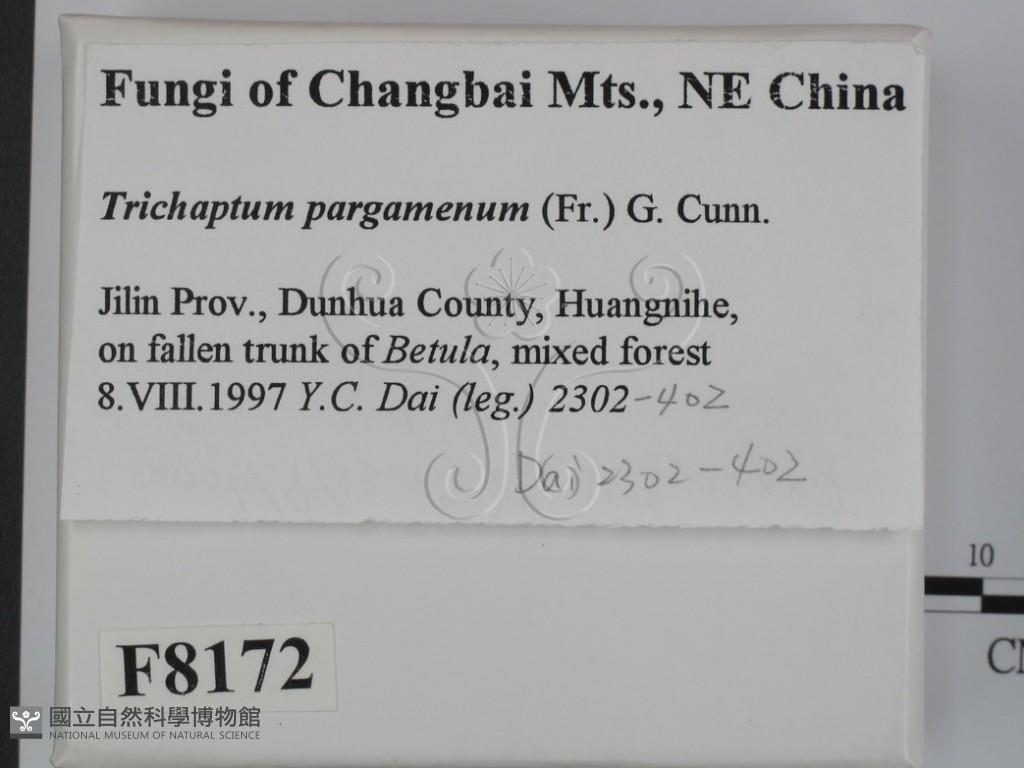 Fungi of Changbai Mts., NE China
Trichaptum pargamenum (Fr.) G. Cunn.
Jilin Prov., Dunhua County, Huangnihe,
on fallen trunk of Betula, mixed forest
8.VIII.1997 Y.C. Dai (leg.) 2302-402
Dai 2302-402
10
F8172
國立自然科學博物館
NATIONAL MUSEUM OF NATURAL SCIENCE